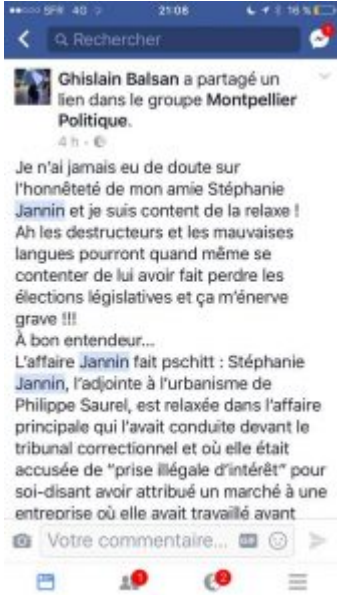 SFR 4G 21:08 16 %
Rechercher
Ghislain Balsan a partagé un
lien dans le groupe Montpellier
Politique.
4 h
Je n'ai jamais eu de doute sur
l'honnêteté de mon amie Stéphanie
Jannin et je suis content de la relaxe !
Ah les destructeurs et les mauvaises
langues pourront quand même se
contenter de lui avoir fait perdre les
élections législatives et ça m'énerve
grave !!!
À bon entendeur...
L'affaire Jannin fait pschitt : Stéphanie
Jannin, l'adjointe à l'urbanisme de
Philippe Saurel, est relaxée dans l'affaire
principale qui l'avait conduite devant le
tribunal correctionnel et où elle était
accusée de "prise illégale d'intérêt" pour
soi-disant avoir attribué un marché à une
entreprise où elle avait travaillé avant
Votre commentaire...